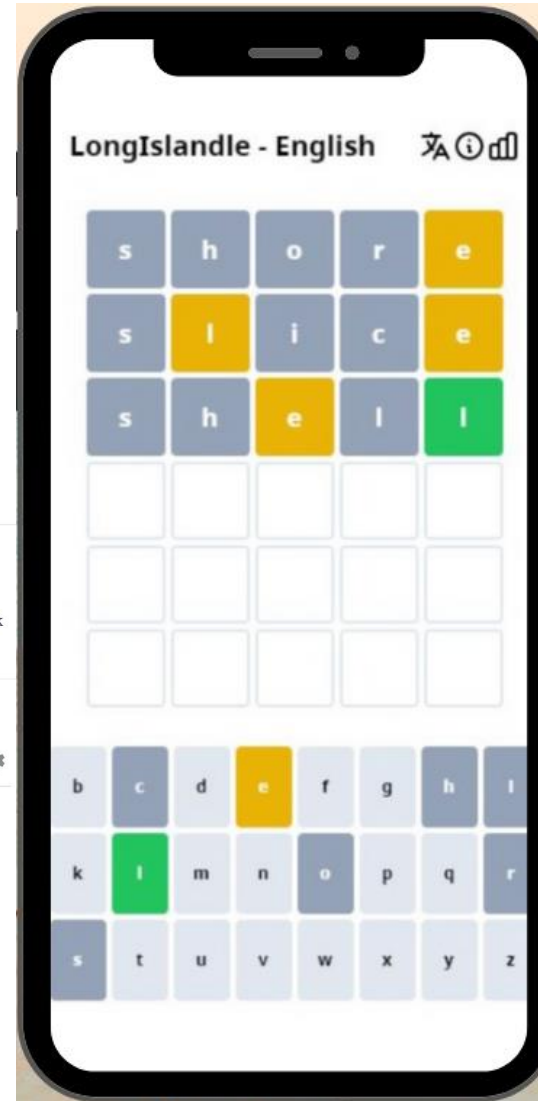 LongIslandle - English
s h o r e
s l i c e
s h e l l
b c d e f g h
k l m n o p q r
s t u v w x y z